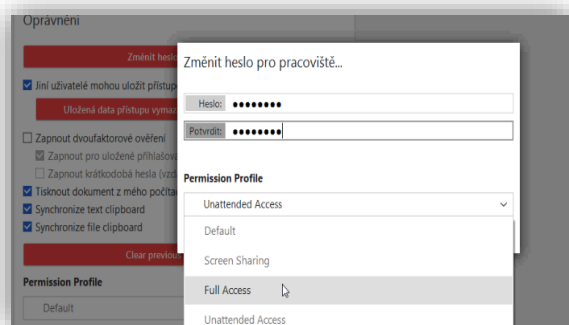 Oprávnění
Změnit heslo
Jiní uživatelé mohou uložit přístup
Uložená data přístupu vymaz
Zapnout dvoufaktorové ověření
Zapnout pro uložené přihlašov
Zapnout krátkodobá hesla (vzd
Tisknout dokument z mého počíta
Synchronize text clipboard
Synchronize file clipboard
Clear previous
Permission Profile
Default
Změnit heslo pro pracoviště...
Heslo: ●●●●●●●●
Potvrdit: ●●●●●●●●
Permission Profile
Unattended Access
Default
Screen Sharing
Full Access
Unattended Access